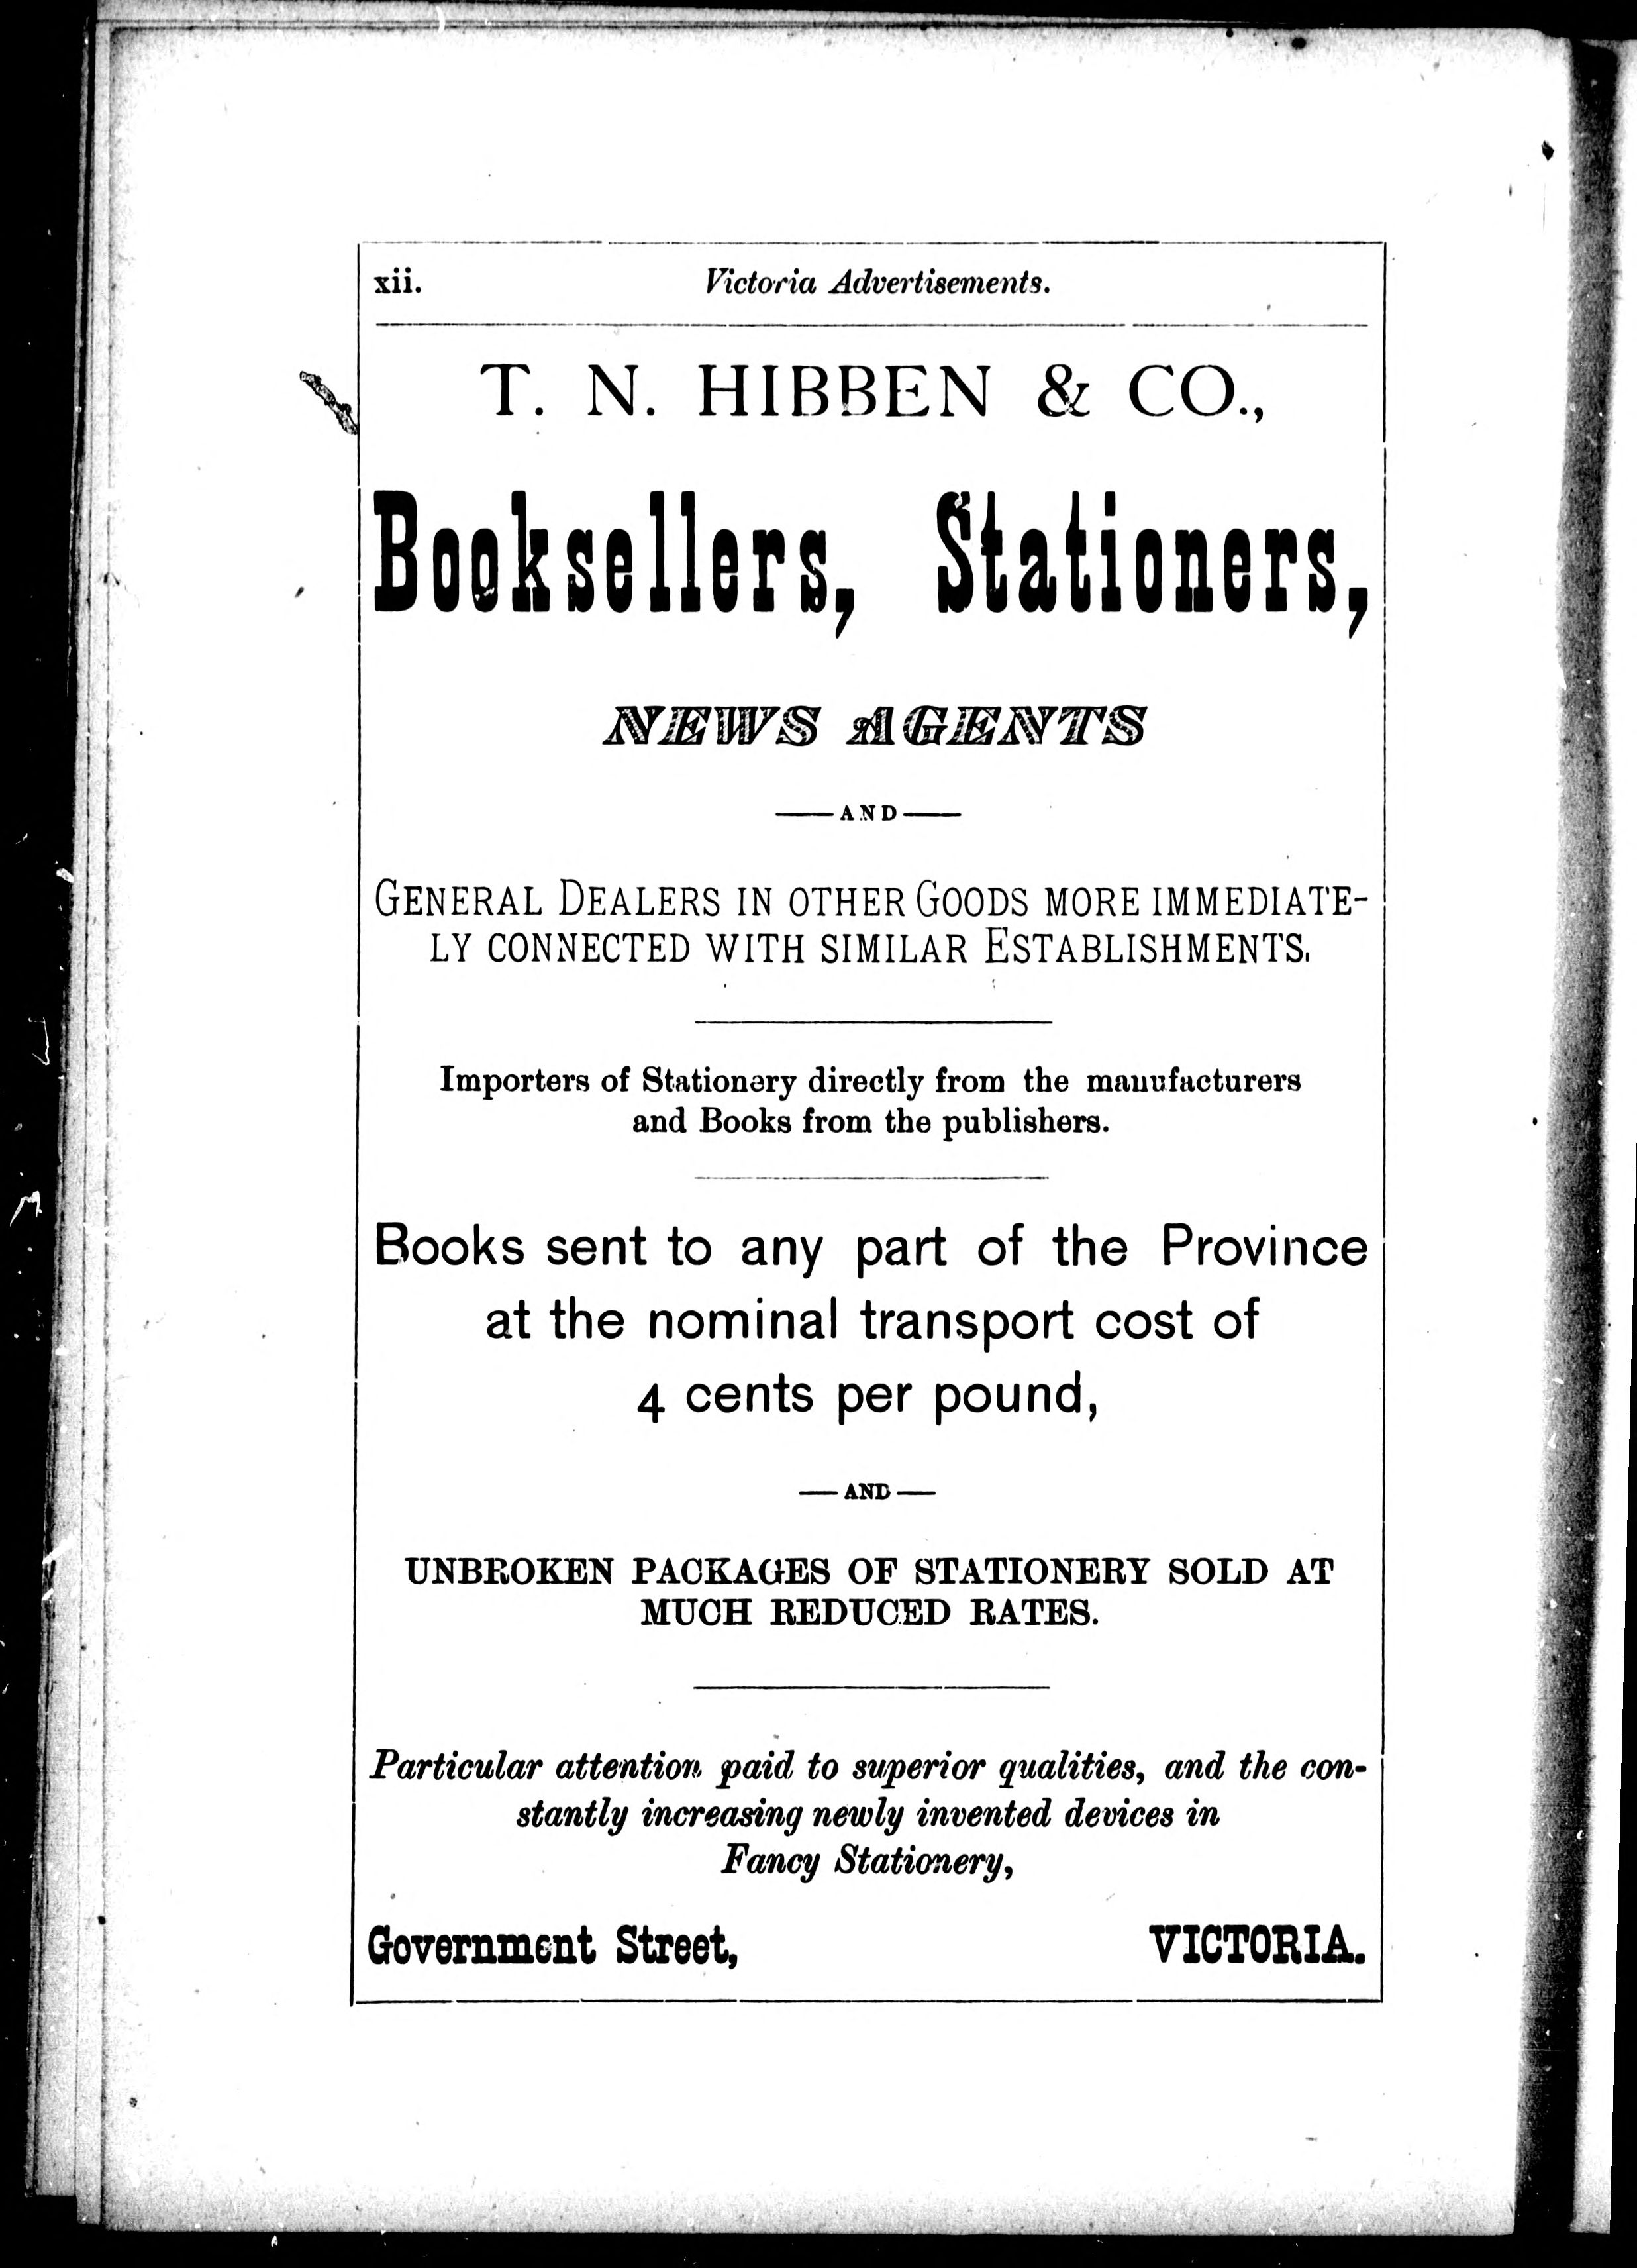 xii. Victoria Advertisements.
T. N. HIBBEN & CO.,
Booksellers, Stationers,
NEWS AGENTS
—AND—
GENERAL DEALERS IN OTHER GOODS MORE IMMEDIATE-
LY CONNECTED WITH SIMILAR ESTABLISHMENTS.
Importers of Stationery directly from the manufacturers
and Books from the publishers.
Books sent to any part of the Province
at the nominal transport cost of
4 cents per pound,
—AND—
UNBROKEN PACKAGES OF STATIONERY SOLD AT
MUCH REDUCED RATES.
Particular attention paid to superior qualities, and the con-
stantly increasing newly invented devices in
Fancy Stationery,
Government Street, VICTORIA.